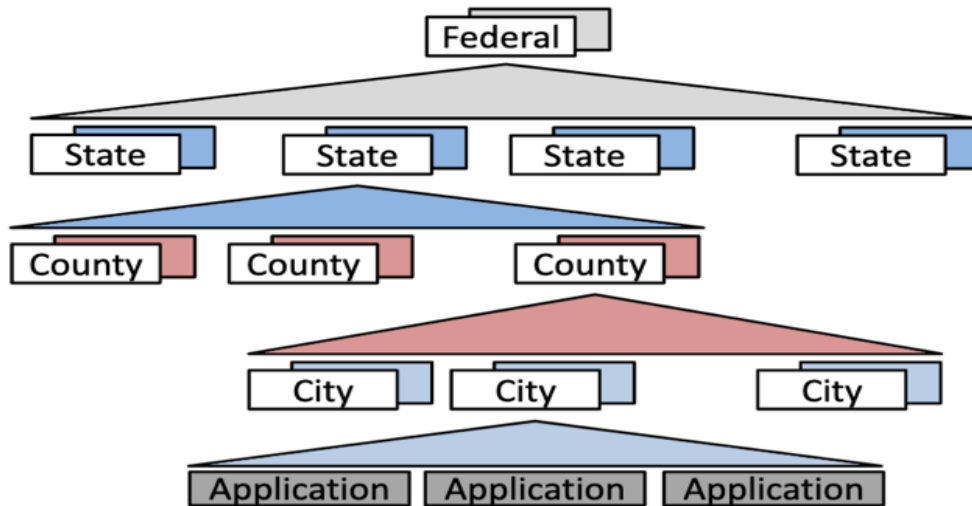 Federal
State State State State
County County County
City City City
Application Application Application